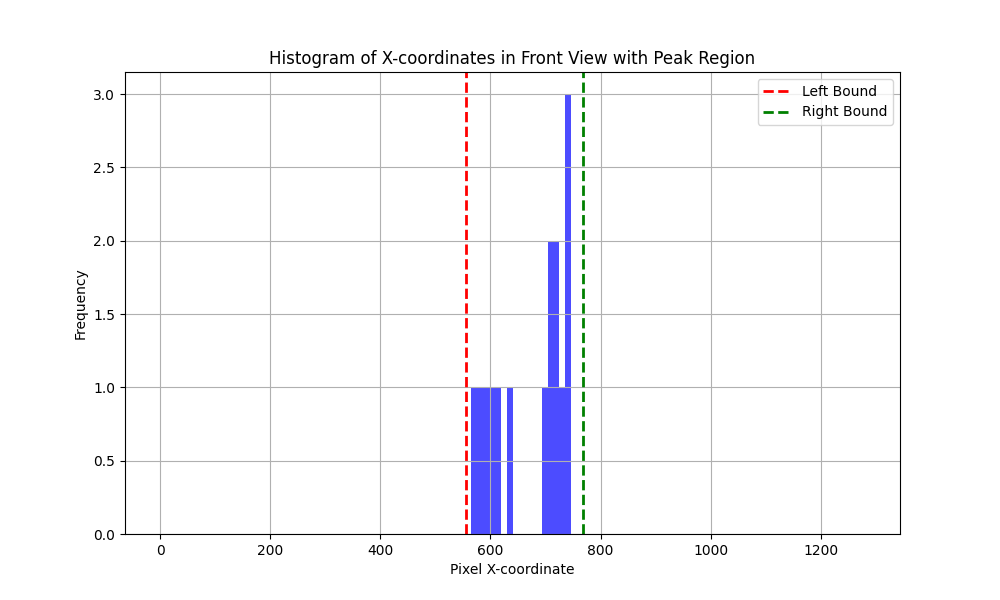 Histogram of X-coordinates in Front View with Peak Region
Left Bound
Right Bound
Frequency
3.0
2.5
2.0
1.5
1.0
0.5
0.0
0 200 400 600 800 1000 1200
Pixel X-coordinate